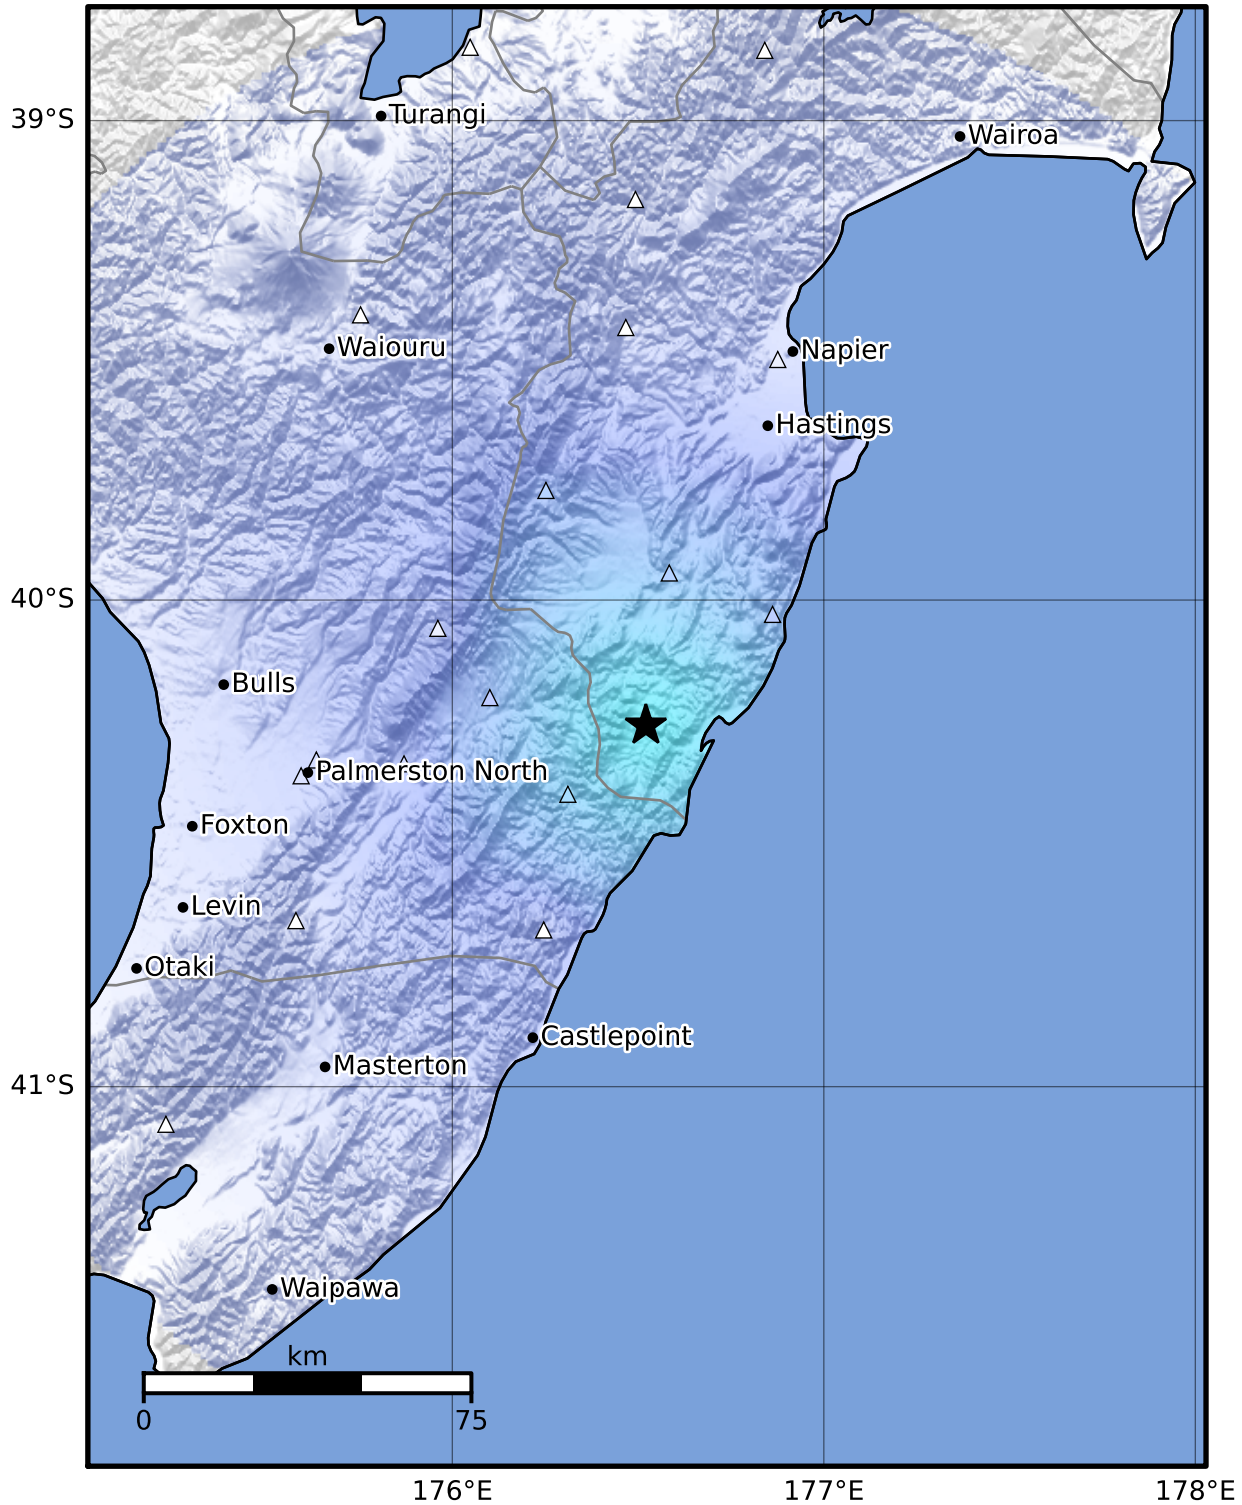 Turangi
39°S
Wairoa
Waiouru
Napier
Hastings
40°S
Bulls
Palmerston North
Foxton
Levin
Otaki
Castlepoint
Masterton
41°S
Waipawa
km
0
75
176°E
177°E
178°E